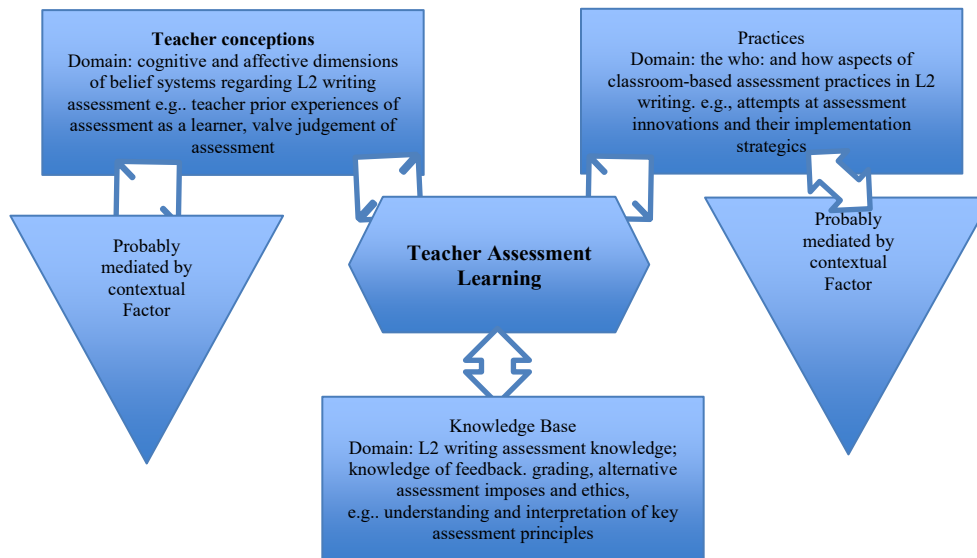 Teacher conceptions
Domain: cognitive and affective dimensions
of belief systems regarding L2 writing
assessment e.g.. teacher prior experiences of
assessment as a learner, valve judgement of
assessment
Practices
Domain: the who: and how aspects of
classroom-based assessment practices in L2
writing. e.g., attempts at assessment
innovations and their implementation
strategics
Probably
mediated by
contextual
Factor
Teacher Assessment
Learning
Probably
mediated by
contextual
Factor
Knowledge Base
Domain: L2 writing assessment knowledge;
knowledge of feedback. grading, alternative
assessment imposes and ethics,
e.g.. understanding and interpretation of key
assessment principles